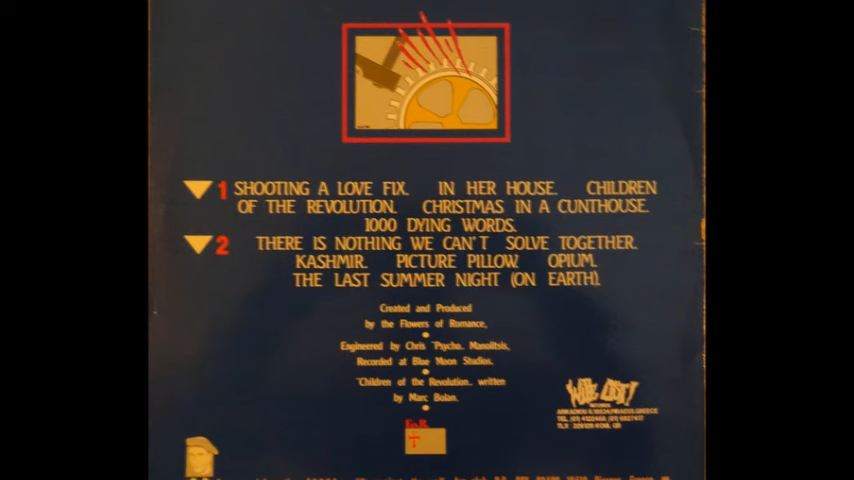 1 SHOOTING A LOVE FIX. IN HER HOUSE. CHILDREN
OF THE REVOLUTION. CHRISTMAS IN A CUNTHOUSE.
1000 DYING WORDS.
2 THERE IS NOTHING WE CAN'T SOLVE TOGETHER.
KASHMIR. PICTURE PILLOW. OPIUM.
THE LAST SUMMER NIGHT (ON EARTH).
Created and Produced
by the Flowers of Romance,
Engineered by Chris "Psycho.. Manolitsis,
Recorded at Blue Moon Studios,
"Children of the Revolution.. written
by Marc Bolan,
WIPE OUT!
RECORDS